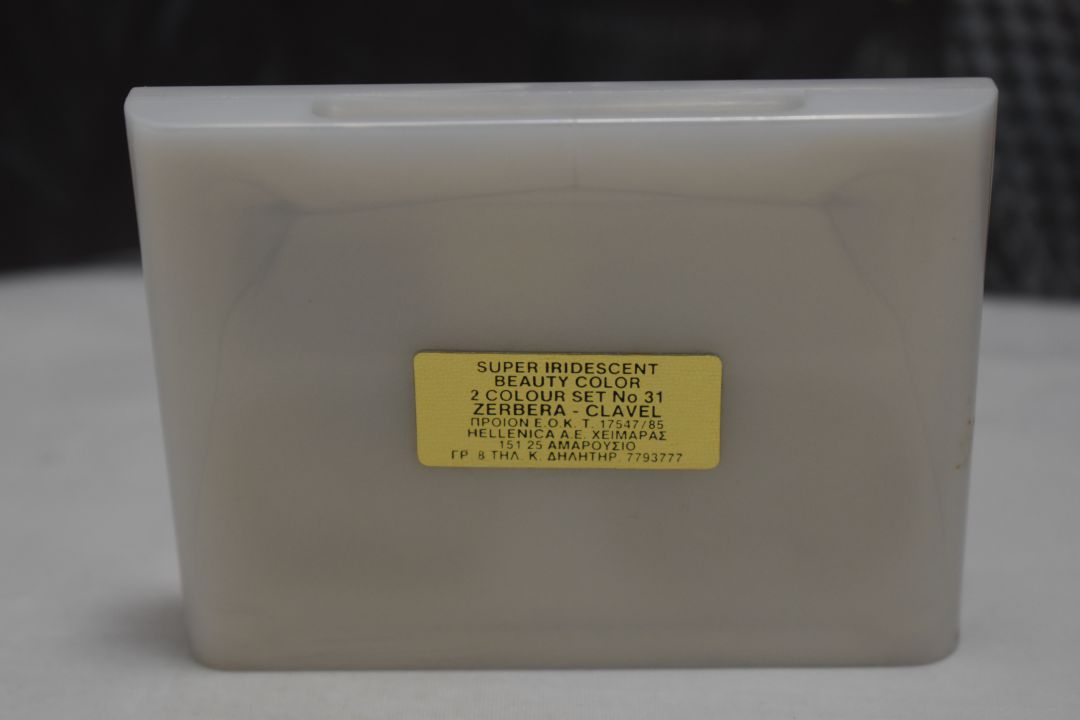 SUPER IRIDESCENT
BEAUTY COLOR
2 COLOUR SET No 31
ZERBERA - CLAVEL
ΠΡΟΙΟΝ Ε.Ο.Κ. Τ. 17547/85
HELLENICA A.E. ΧΕΙΜΑΡΑΣ
151 25 ΑΜΑΡΟΥΣΙΟ
ΓΡ. 8 ΤΗΛ. Κ. ΔΗΛΗΤΗΡ. 7793777